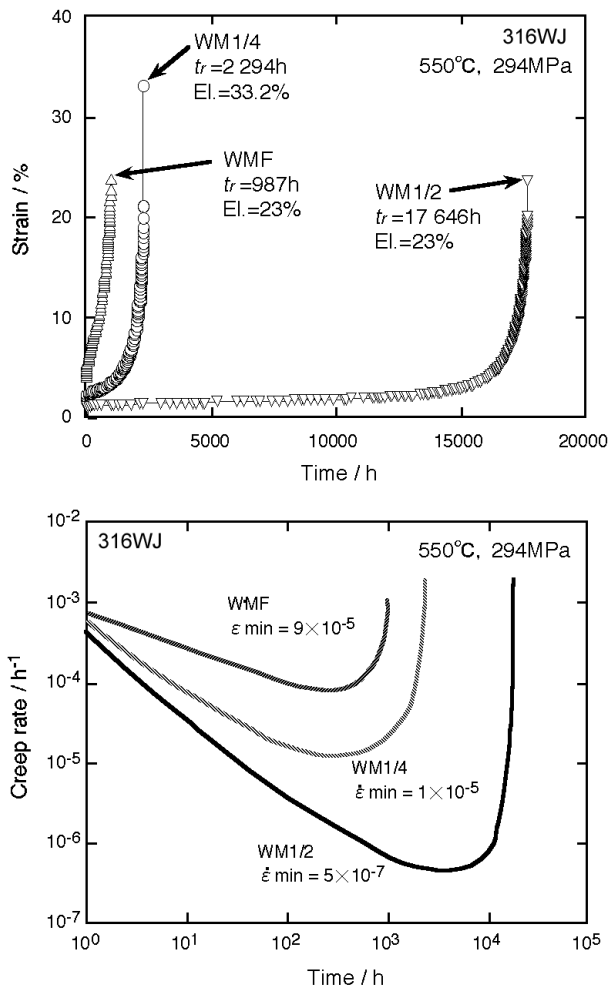 40
30
20
10
0
Strain / %
316WJ
550℃, 294MPa
WM1/4
tr=2 294h
El.=33.2%
WMF
tr=987h
El.=23%
WM1/2
tr=17 646h
El.=23%
0 5000 10000 15000 20000
Time / h
10⁻²
10⁻³
10⁻⁴
10⁻⁵
10⁻⁶
10⁻⁷
Creep rate / h⁻¹
316WJ
550℃, 294MPa
WMF
ε min = 9×10⁻⁵
WM1/4
ε̇ min = 1×10⁻⁵
WM1/2
ε̇ min = 5×10⁻⁷
10⁰ 10¹ 10² 10³ 10⁴ 10⁵
Time / h